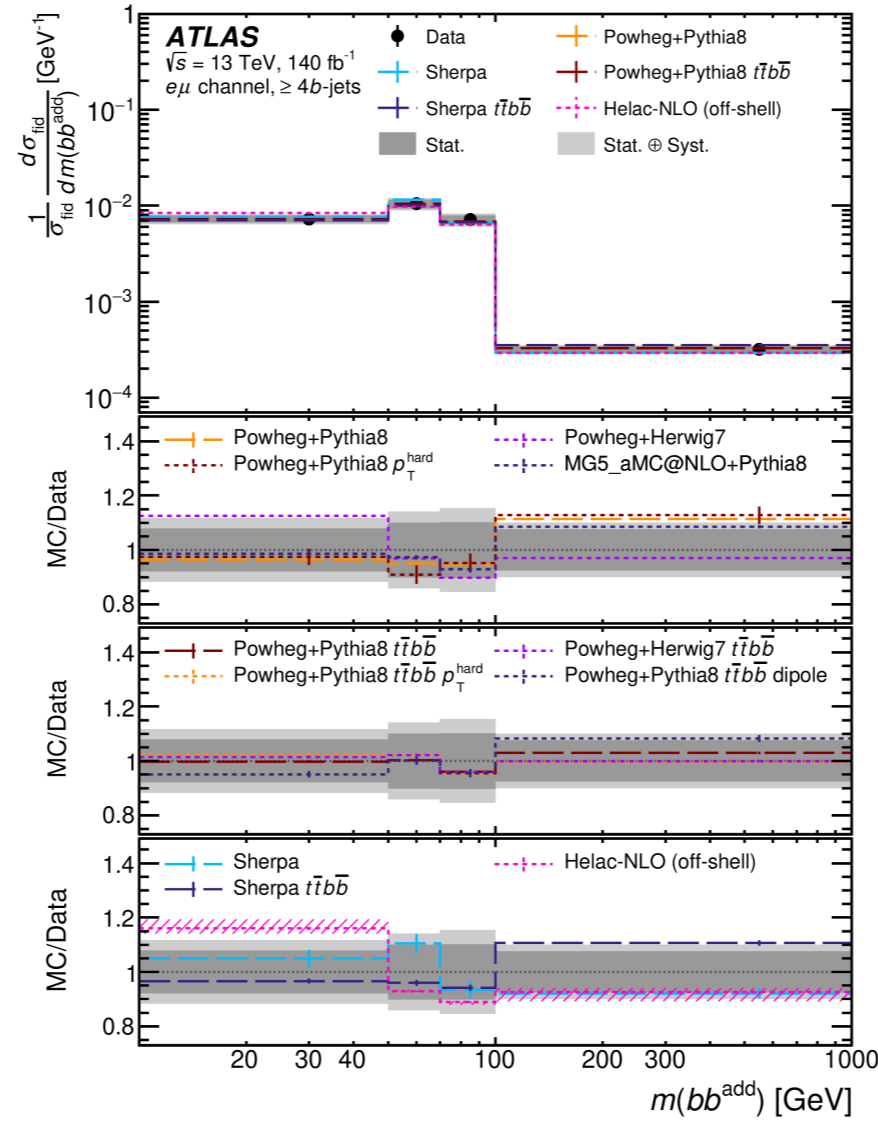 1
10⁻¹
10⁻²
10⁻³
10⁻⁴
1/σ_fid dσ_fid/dm(bb^add) [GeV⁻¹]
ATLAS
√s = 13 TeV, 140 fb⁻¹
eμ channel, ≥ 4b-jets
Data
Sherpa
Sherpa tt̄bb̄
Stat.
Powheg+Pythia8
Powheg+Pythia8 tt̄bb̄
Helac-NLO (off-shell)
Stat. ⊕ Syst.
MC/Data
1.4
1.2
1
0.8
Powheg+Pythia8
Powheg+Pythia8 p_T^hard
Powheg+Herwig7
MG5_aMC@NLO+Pythia8
MC/Data
1.4
1.2
1
0.8
Powheg+Pythia8 tt̄bb̄
Powheg+Pythia8 tt̄bb̄ p_T^hard
Powheg+Herwig7 tt̄bb̄
Powheg+Pythia8 tt̄bb̄ dipole
MC/Data
1.4
1.2
1
0.8
Sherpa
Sherpa tt̄bb̄
Helac-NLO (off-shell)
20 30 40 100 200 300 1000
m(bb^add) [GeV]